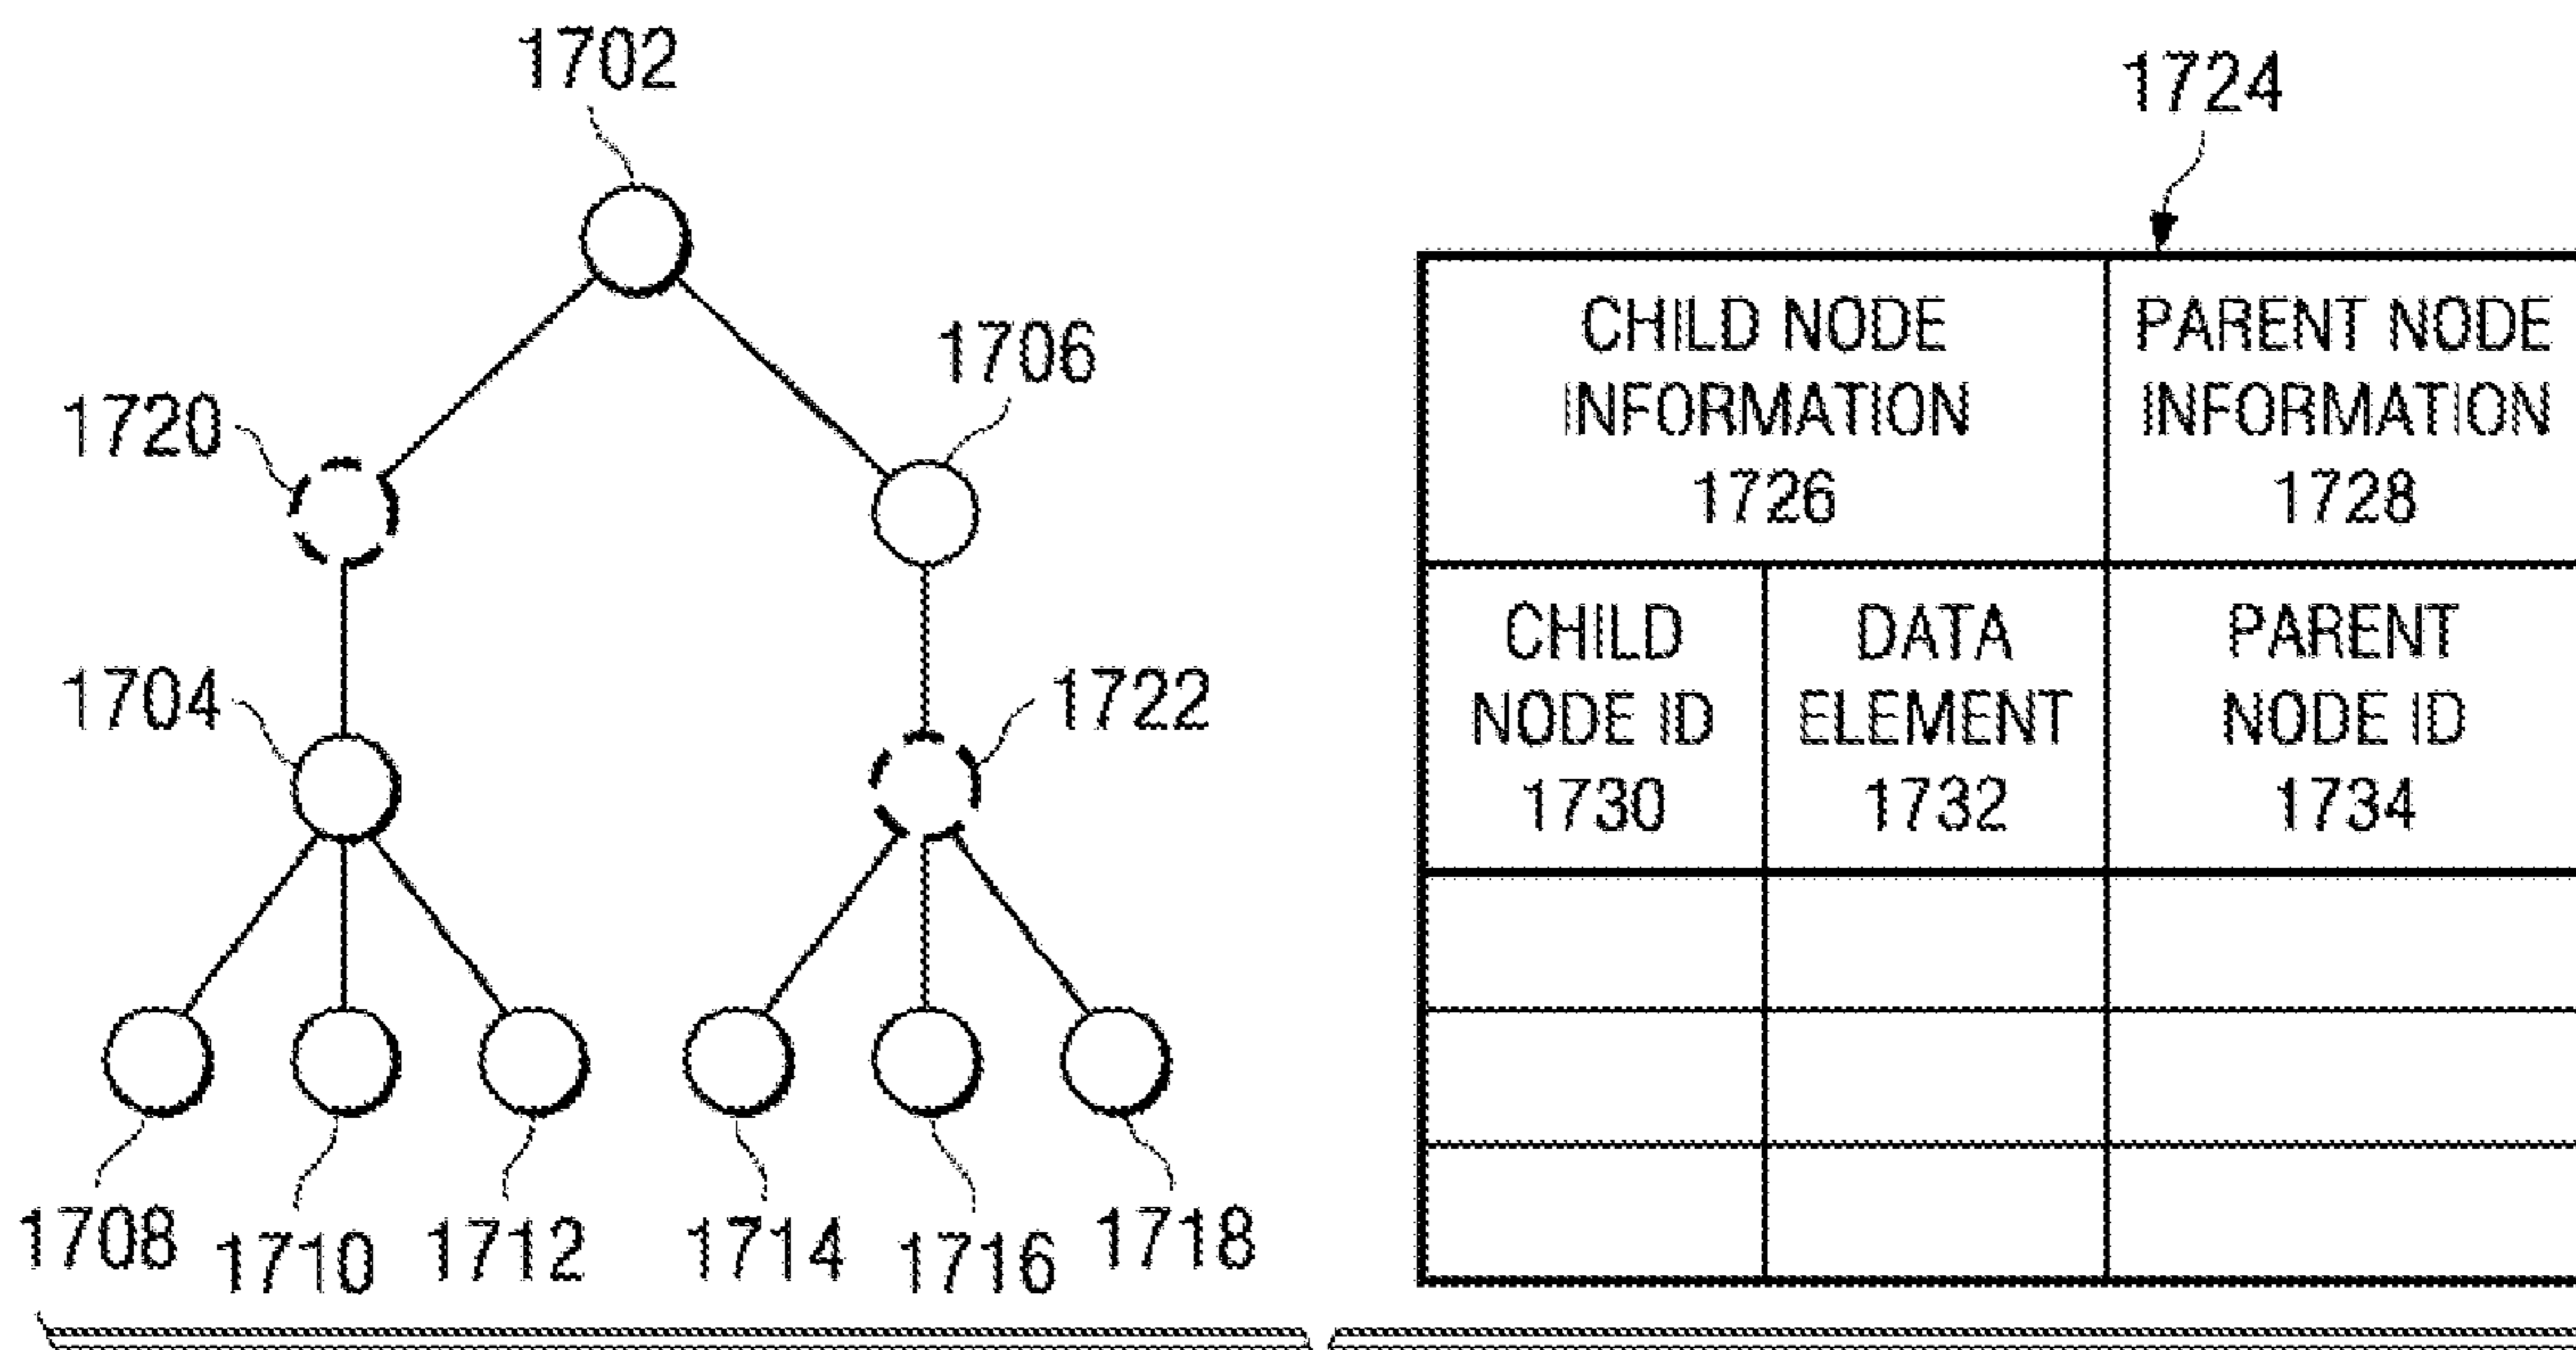 1702
1724
1706
1720
1704
1722
1708
1710
1712
1714
1716
1718
CHILD NODE
INFORMATION
1726
PARENT NODE
INFORMATION
1728
CHILD
NODE ID
1730
DATA
ELEMENT
1732
PARENT
NODE ID
1734